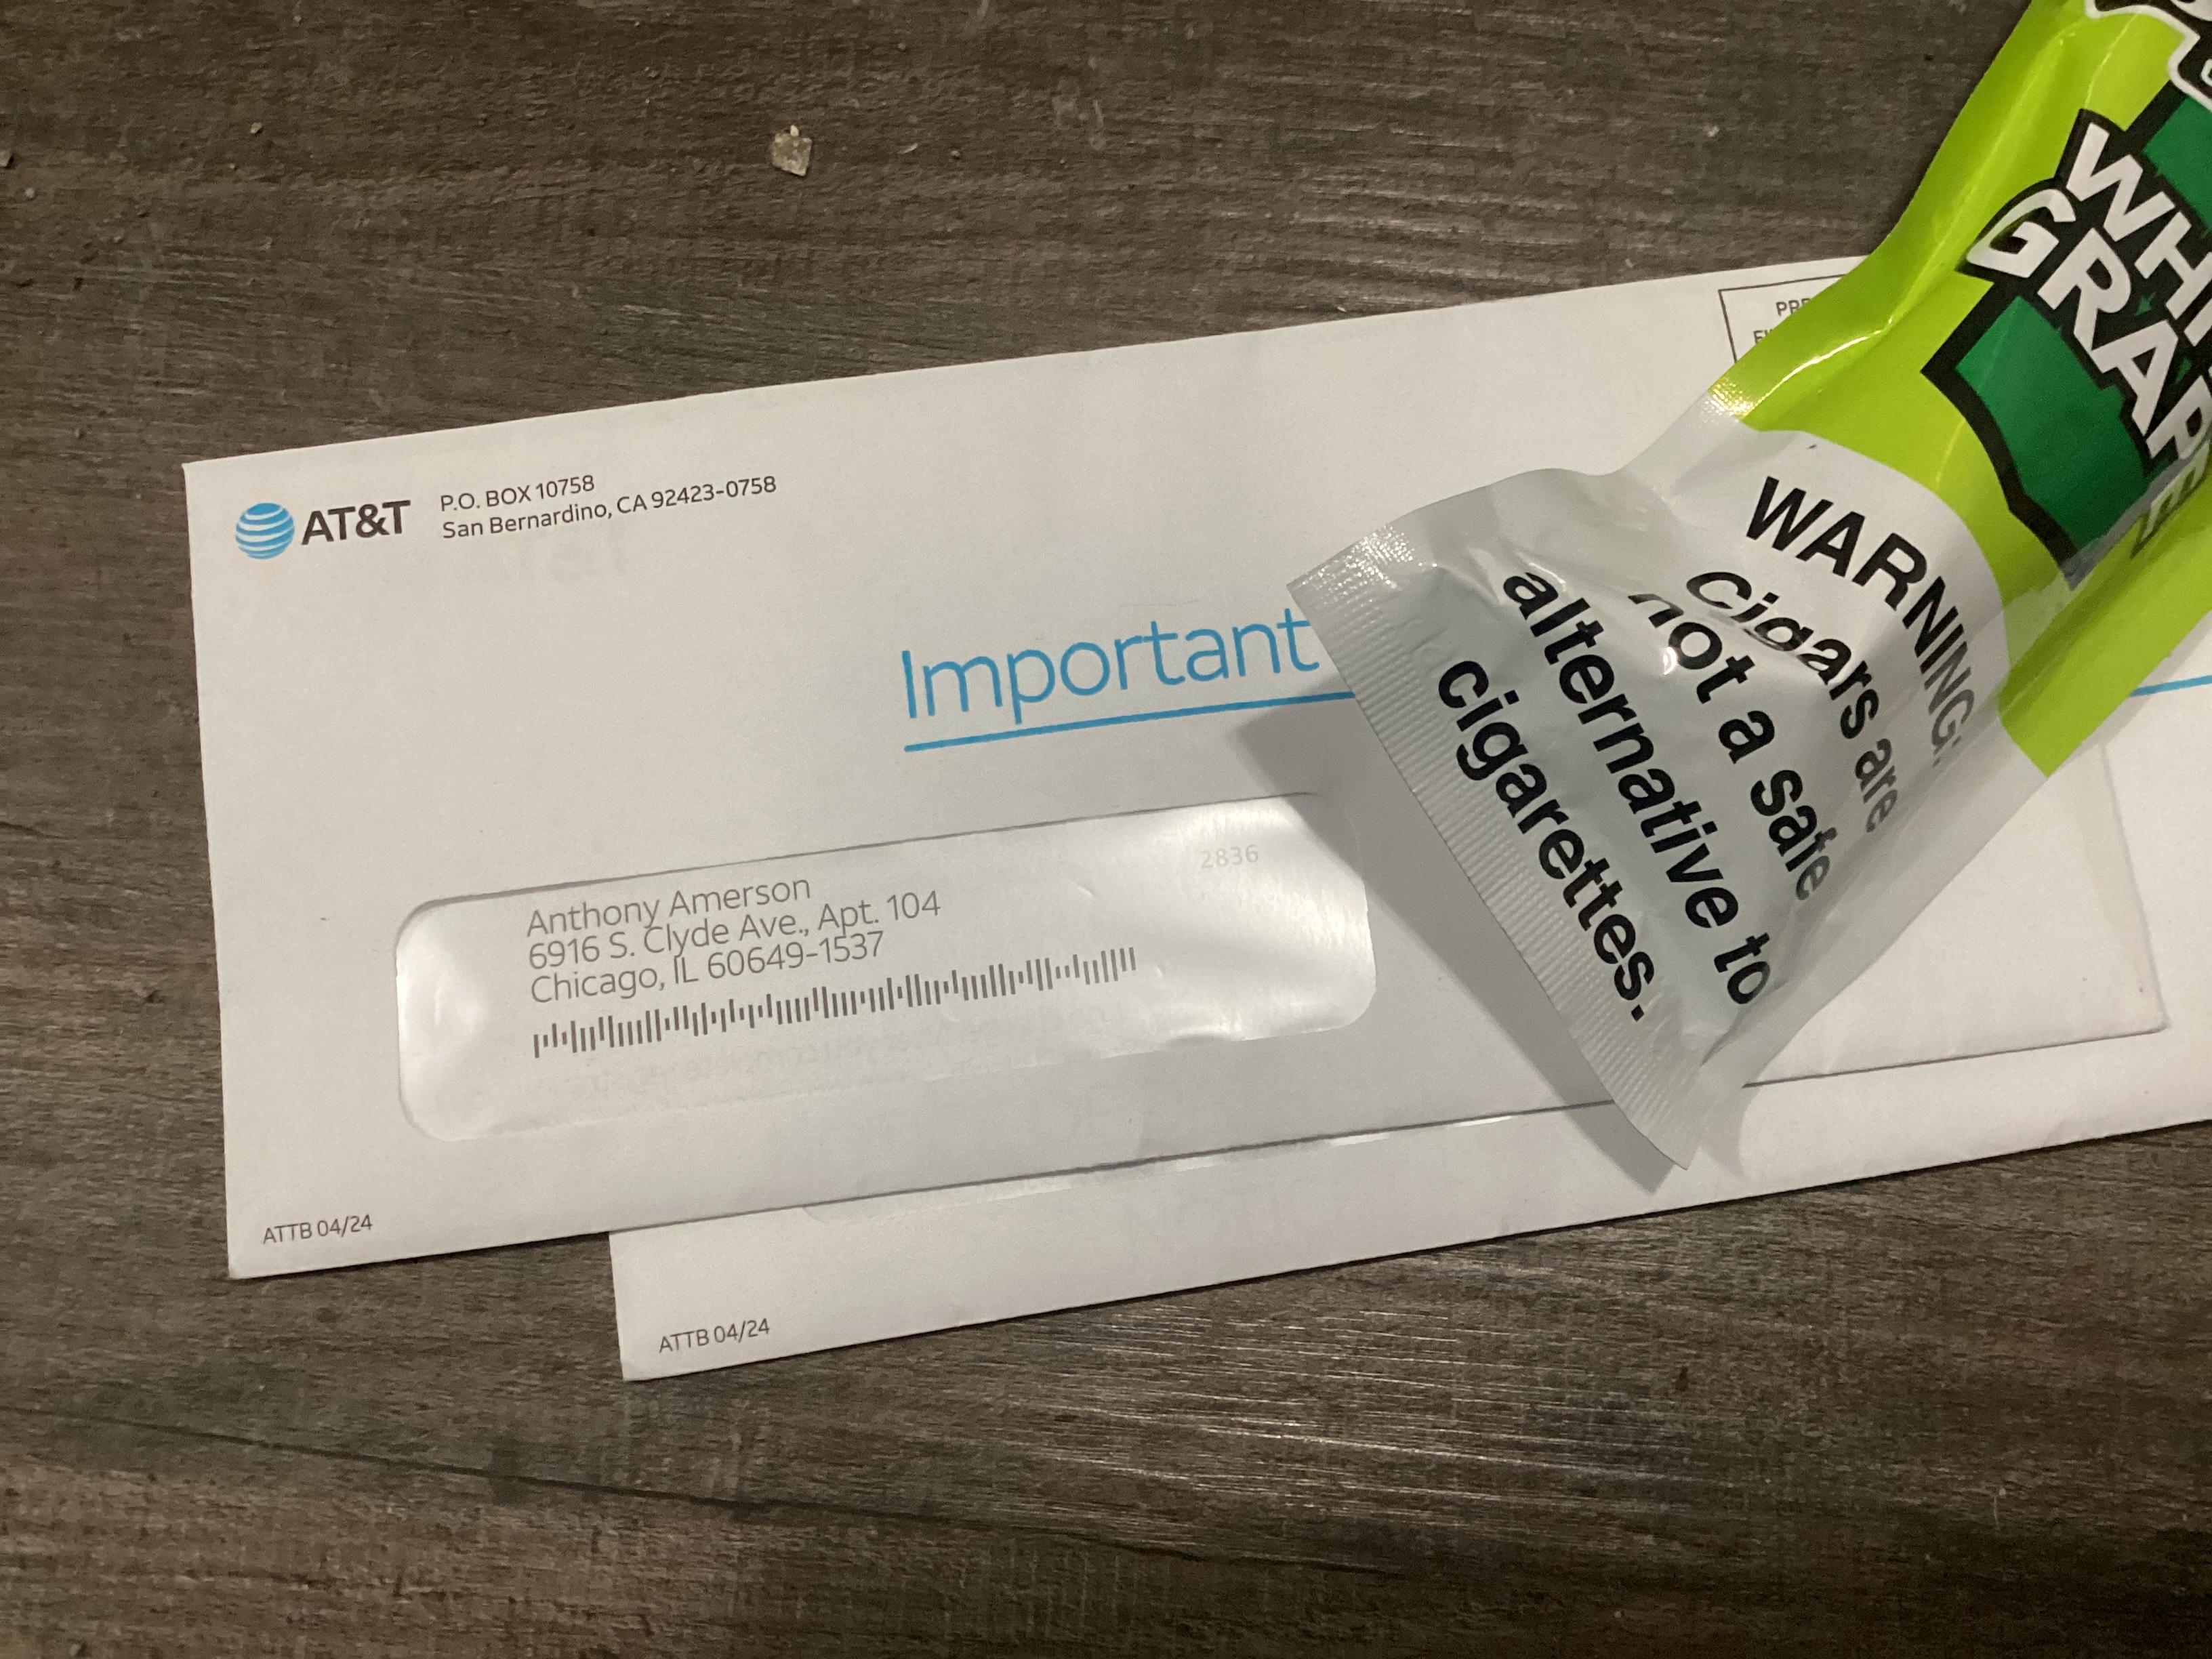 AT&T
P.O. BOX 10758
San Bernardino, CA 92423-0758
Important
2836
Anthony Amerson
6916 S. Clyde Ave., Apt. 104
Chicago, IL 60649-1537
ATTB 04/24
ATTB 04/24
WARNING:
Cigars are
not a safe
alternative to
cigarettes.